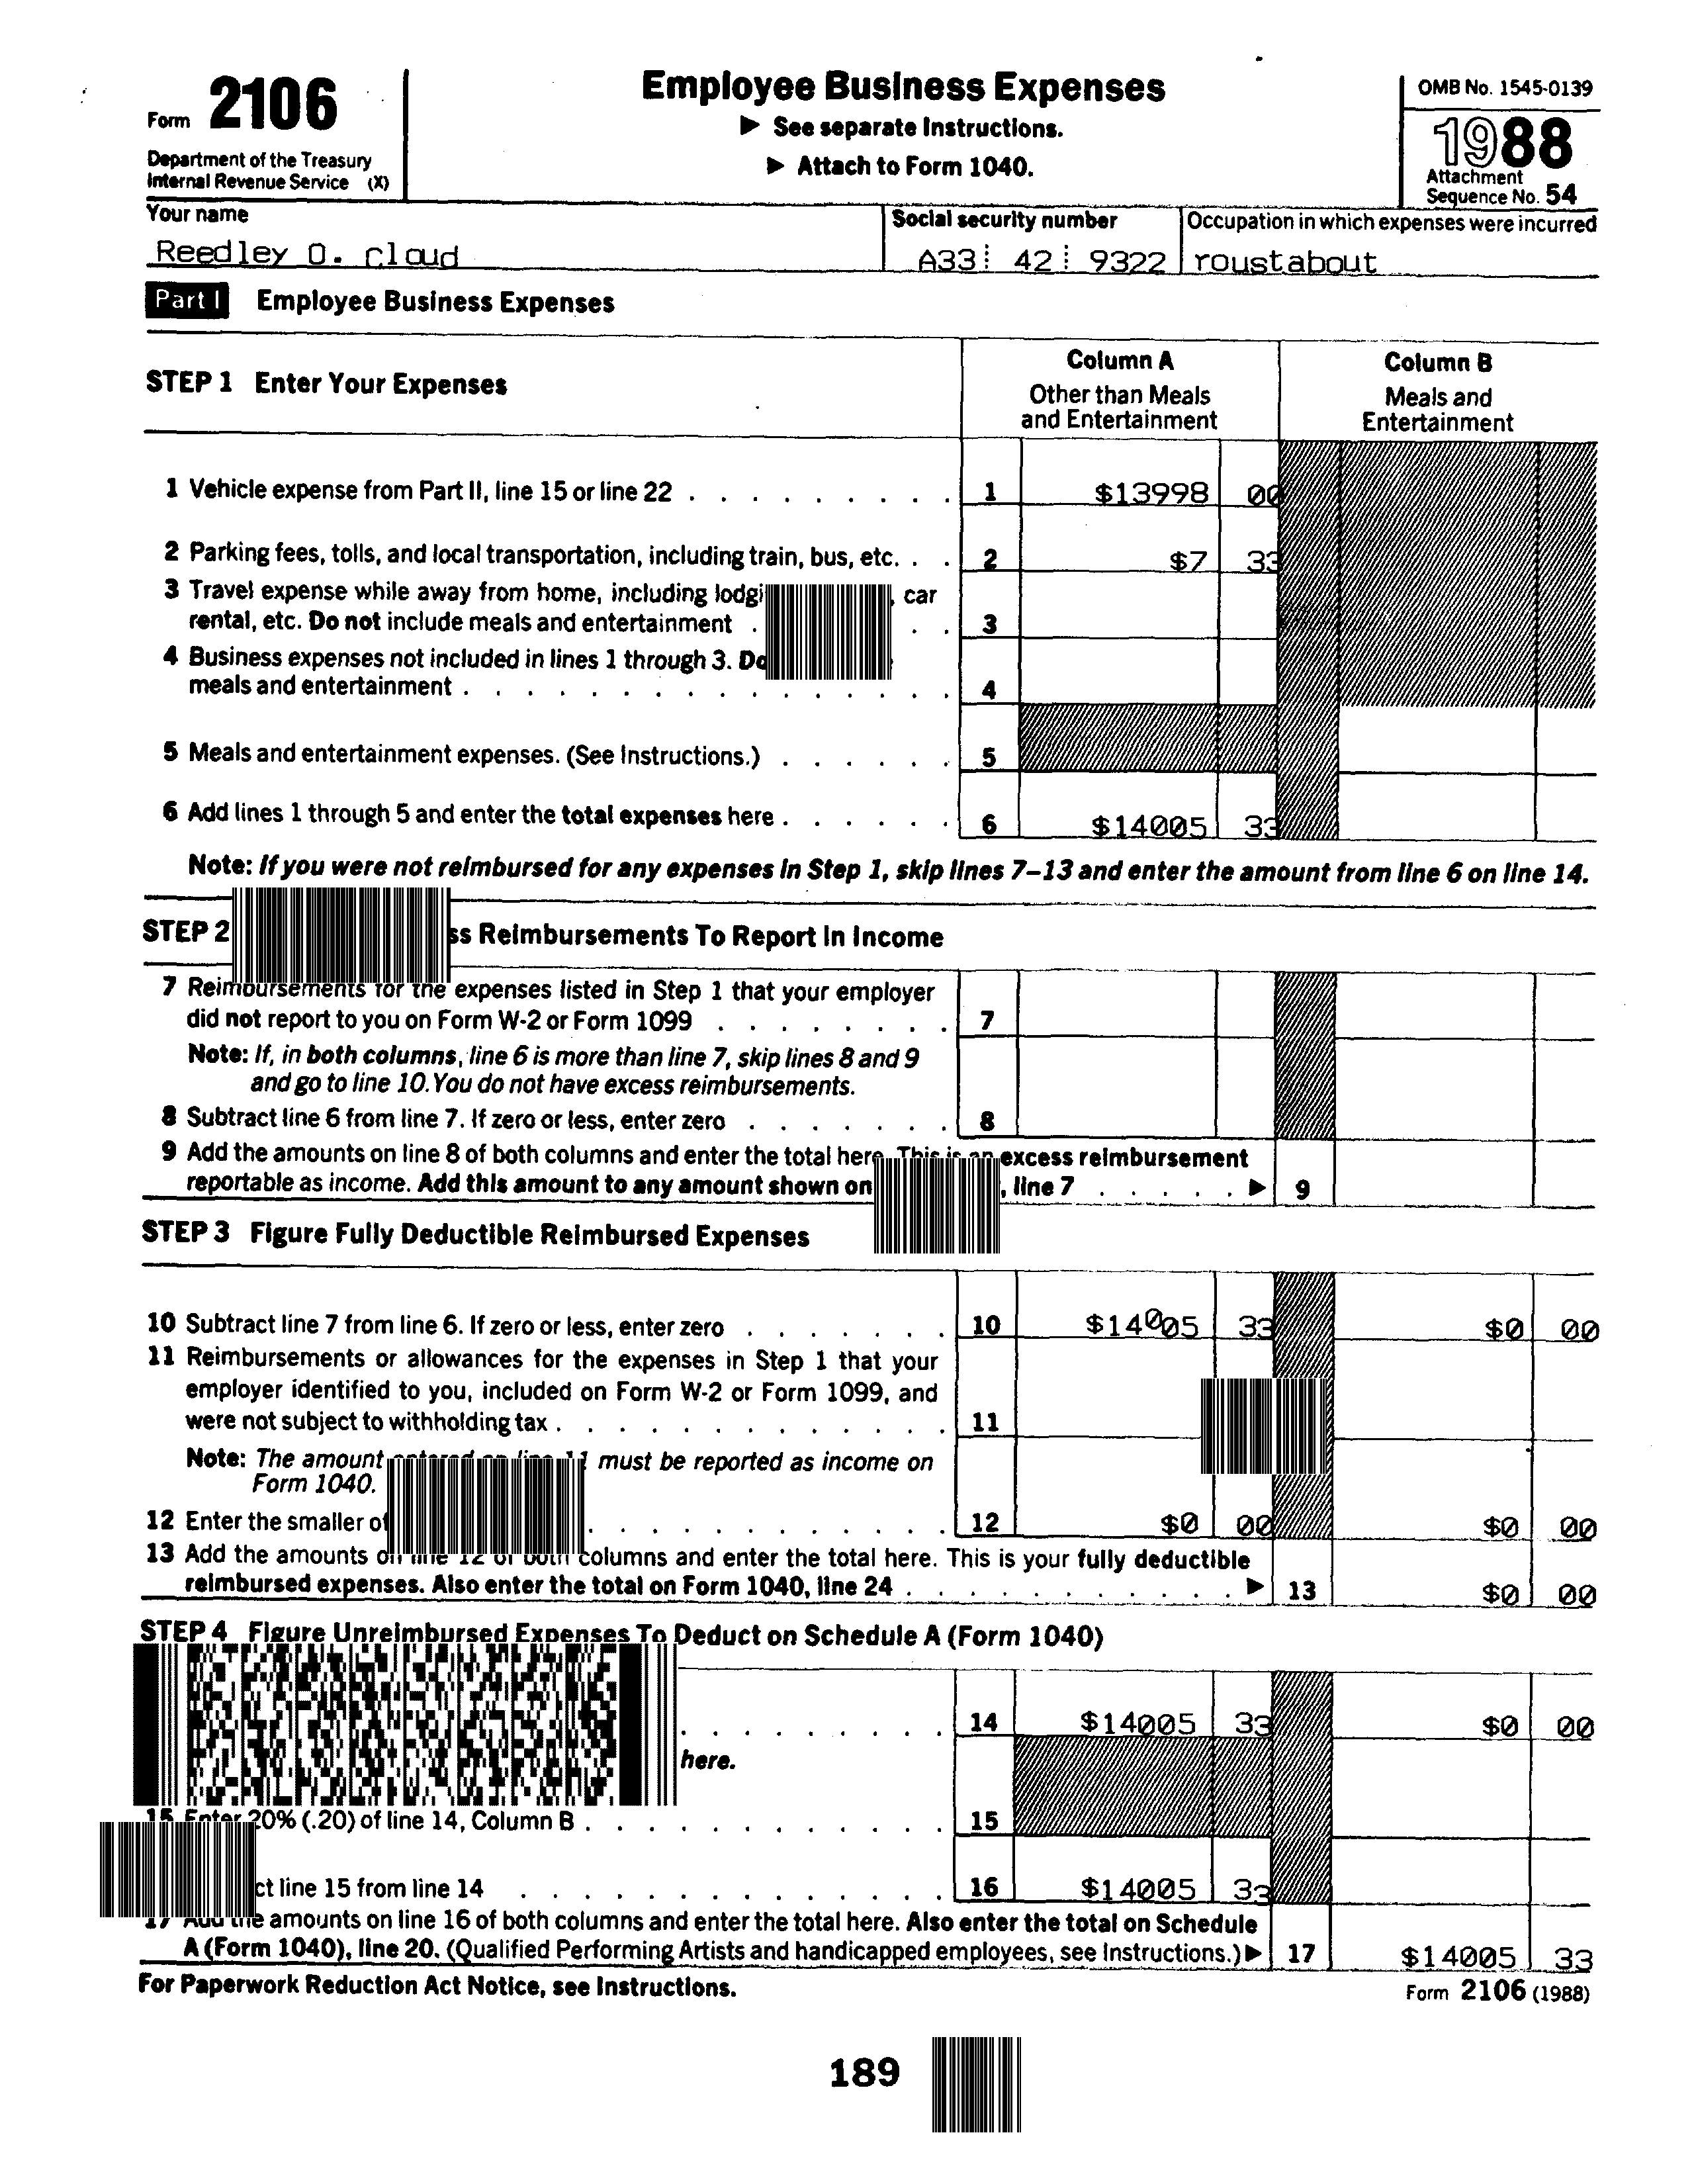 Form 2106
Department of the Treasury
Internal Revenue Service (X)
Employee Business Expenses
▶ See separate Instructions.
▶ Attach to Form 1040.
OMB No. 1545-0139
1988
Attachment
Sequence No. 54
Your name
Reedley O. cloud
Social security number
A33 42 9322
Occupation in which expenses were incurred
roustabout
Part I Employee Business Expenses
STEP 1 Enter Your Expenses
Column A
Other than Meals
and Entertainment
Column B
Meals and
Entertainment
1 Vehicle expense from Part II, line 15 or line 22 . . . . . . . . . 1 $13998 00
2 Parking fees, tolls, and local transportation, including train, bus, etc. . . 2 $7 33
3 Travel expense while away from home, including car
rental, etc. Do not include meals and entertainment . . . 3
4 Business expenses not included in lines 1 through 3.
meals and entertainment . . . . . . . . . . . . . . . 4
5 Meals and entertainment expenses. (See Instructions.) . . . . . . 5
6 Add lines 1 through 5 and enter the total expenses here . . . . . . 6 $14005 33
Note: If you were not reimbursed for any expenses in Step 1, skip lines 7–13 and enter the amount from line 6 on line 14.
STEP 2 Reimbursements To Report In Income
7 Reimbursements for the expenses listed in Step 1 that your employer
did not report to you on Form W-2 or Form 1099 . . . . . . . . 7
Note: If, in both columns, line 6 is more than line 7, skip lines 8 and 9
and go to line 10. You do not have excess reimbursements.
8 Subtract line 6 from line 7. If zero or less, enter zero . . . . . . . 8
9 Add the amounts on line 8 of both columns and enter the total here. This is an excess reimbursement
reportable as income. Add this amount to any amount shown on , line 7 . . . . . ▶ 9
STEP 3 Figure Fully Deductible Reimbursed Expenses
10 Subtract line 7 from line 6. If zero or less, enter zero . . . . . . . 10 $14005 33 $0 00
11 Reimbursements or allowances for the expenses in Step 1 that your
employer identified to you, included on Form W-2 or Form 1099, and
were not subject to withholding tax . . . . . . . . . . . . . 11
Note: The amount entered on line 11 must be reported as income on
Form 1040.
12 Enter the smaller of . . . . . . . . . . . . 12 $0 00 $0 00
13 Add the amounts on line 12 of both columns and enter the total here. This is your fully deductible
reimbursed expenses. Also enter the total on Form 1040, line 24 . . . . . . . . . . . ▶ 13 $0 00
STEP 4 Figure Unreimbursed Expenses To Deduct on Schedule A (Form 1040)
. . . . . . . . . 14 $14005 33 $0 00
here.
15 Enter 20% (.20) of line 14, Column B . . . . . . . . . . . . 15
line 15 from line 14 . . . . . . . . . . . . . . 16 $14005 33
17 Add the amounts on line 16 of both columns and enter the total here. Also enter the total on Schedule
A (Form 1040), line 20. (Qualified Performing Artists and handicapped employees, see Instructions.) ▶ 17 $14005 33
For Paperwork Reduction Act Notice, see Instructions.
Form 2106 (1988)
189